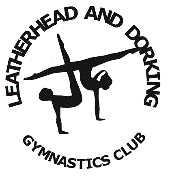 LEATHERHEAD AND DORKING
GYMNASTICS CLUB